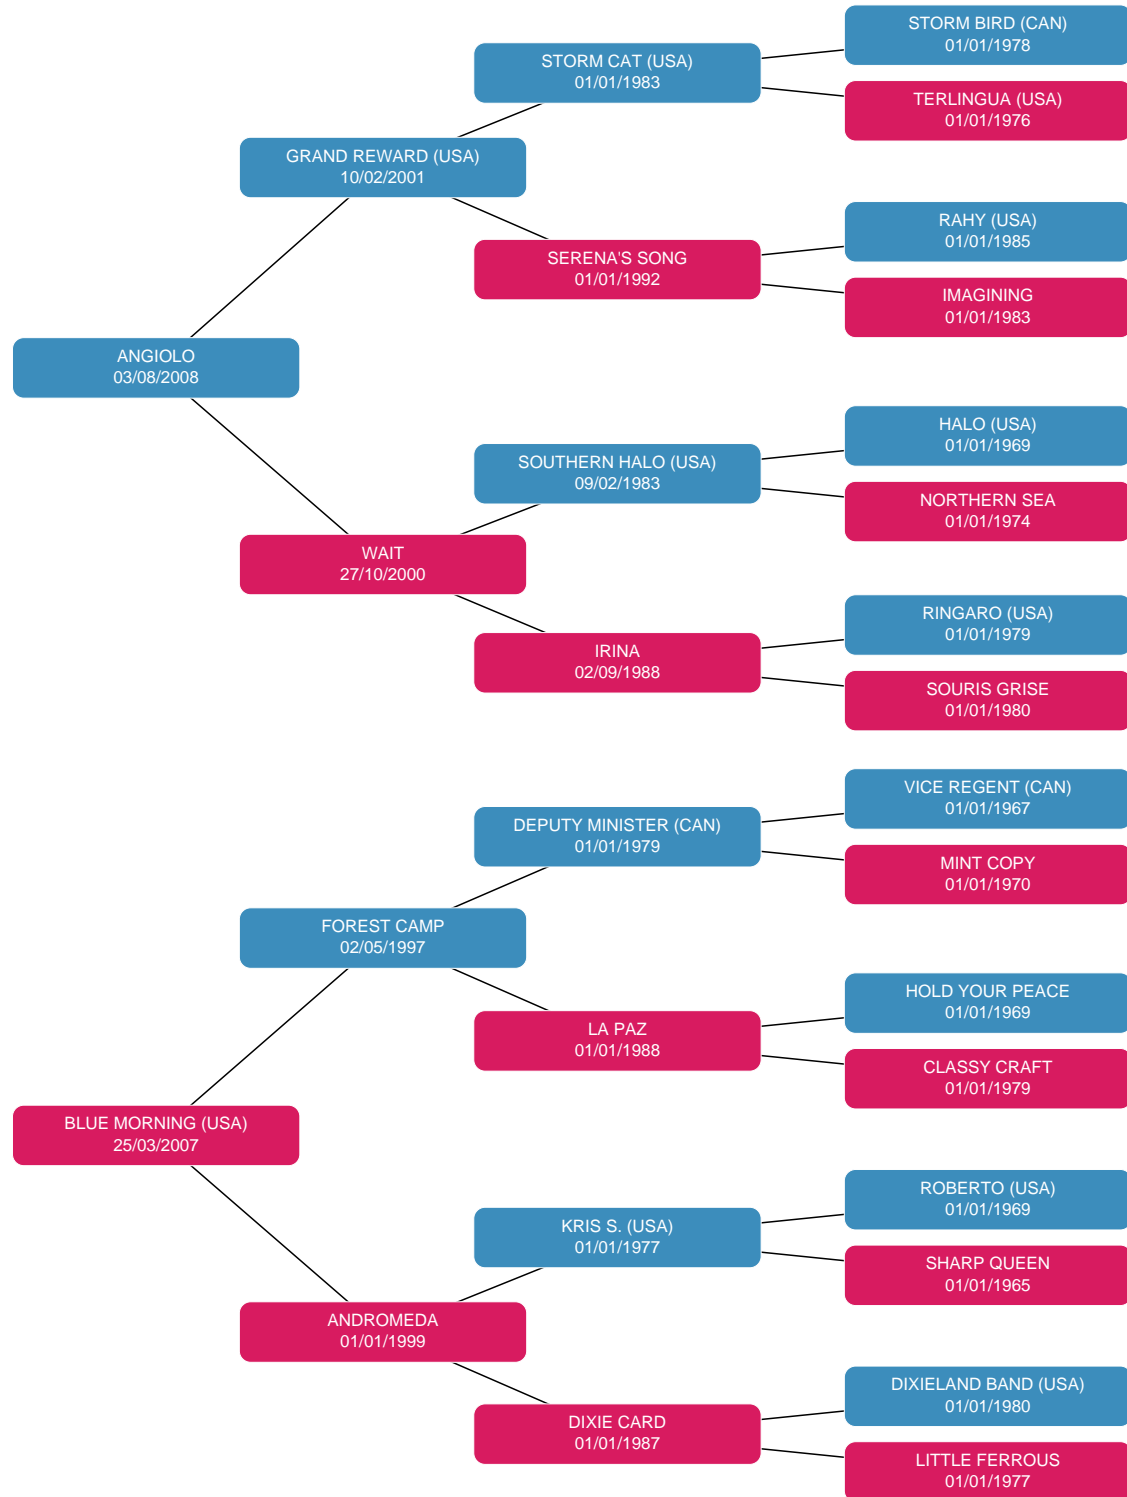 STORM BIRD (CAN)
01/01/1978
STORM CAT (USA)
01/01/1983
TERLINGUA (USA)
01/01/1976
GRAND REWARD (USA)
10/02/2001
RAHY (USA)
01/01/1985
SERENA'S SONG
01/01/1992
IMAGINING
01/01/1983
ANGIOLO
03/08/2008
HALO (USA)
01/01/1969
SOUTHERN HALO (USA)
09/02/1983
NORTHERN SEA
01/01/1974
WAIT
27/10/2000
RINGARO (USA)
01/01/1979
IRINA
02/09/1988
SOURIS GRISE
01/01/1980
VICE REGENT (CAN)
01/01/1967
DEPUTY MINISTER (CAN)
01/01/1979
MINT COPY
01/01/1970
FOREST CAMP
02/05/1997
HOLD YOUR PEACE
01/01/1969
LA PAZ
01/01/1988
CLASSY CRAFT
01/01/1979
BLUE MORNING (USA)
25/03/2007
ROBERTO (USA)
01/01/1969
KRIS S. (USA)
01/01/1977
SHARP QUEEN
01/01/1965
ANDROMEDA
01/01/1999
DIXIELAND BAND (USA)
01/01/1980
DIXIE CARD
01/01/1987
LITTLE FERROUS
01/01/1977